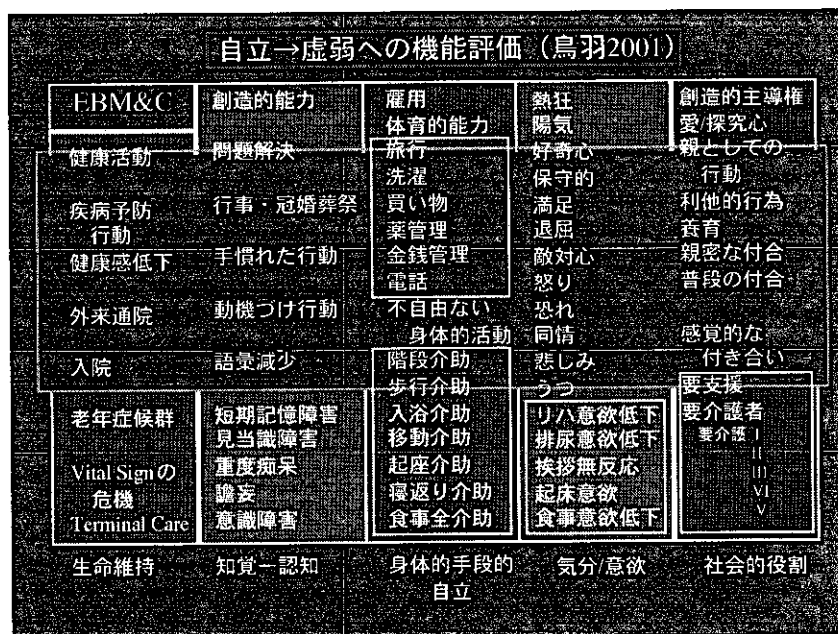 自立→虚弱への機能評価（鳥羽2001）
EBM&C
健康活動
疾病予防
行動
健康感低下
外来通院
入院
老年症候群
Vital Signの
危機
Terminal Care
生命維持
創造的能力
問題解決
行事・冠婚葬祭
手慣れた行動
動機づけ行動
語彙減少
短期記憶障害
見当識障害
重度痴呆
譫妄
意識障害
知覚ー認知
雇用
体育的能力
旅行
洗濯
買い物
薬管理
金銭管理
電話
不自由ない
身体的活動
階段介助
歩行介助
入浴介助
移動介助
起座介助
寝返り介助
食事全介助
身体的手段的
自立
熱狂
陽気
好奇心
保守的
満足
退屈
敵対心
怒り
恐れ
同情
悲しみ
うつ
リハ意欲低下
排尿意欲低下
挨拶無反応
起床意欲
食事意欲低下
気分/意欲
創造的主導権
愛/探究心
親としての
行動
利他的行為
養育
親密な付合
普段の付合
感覚的な
付き合い
要支援
要介護者
要介護 I
II
III
VI
V
社会的役割